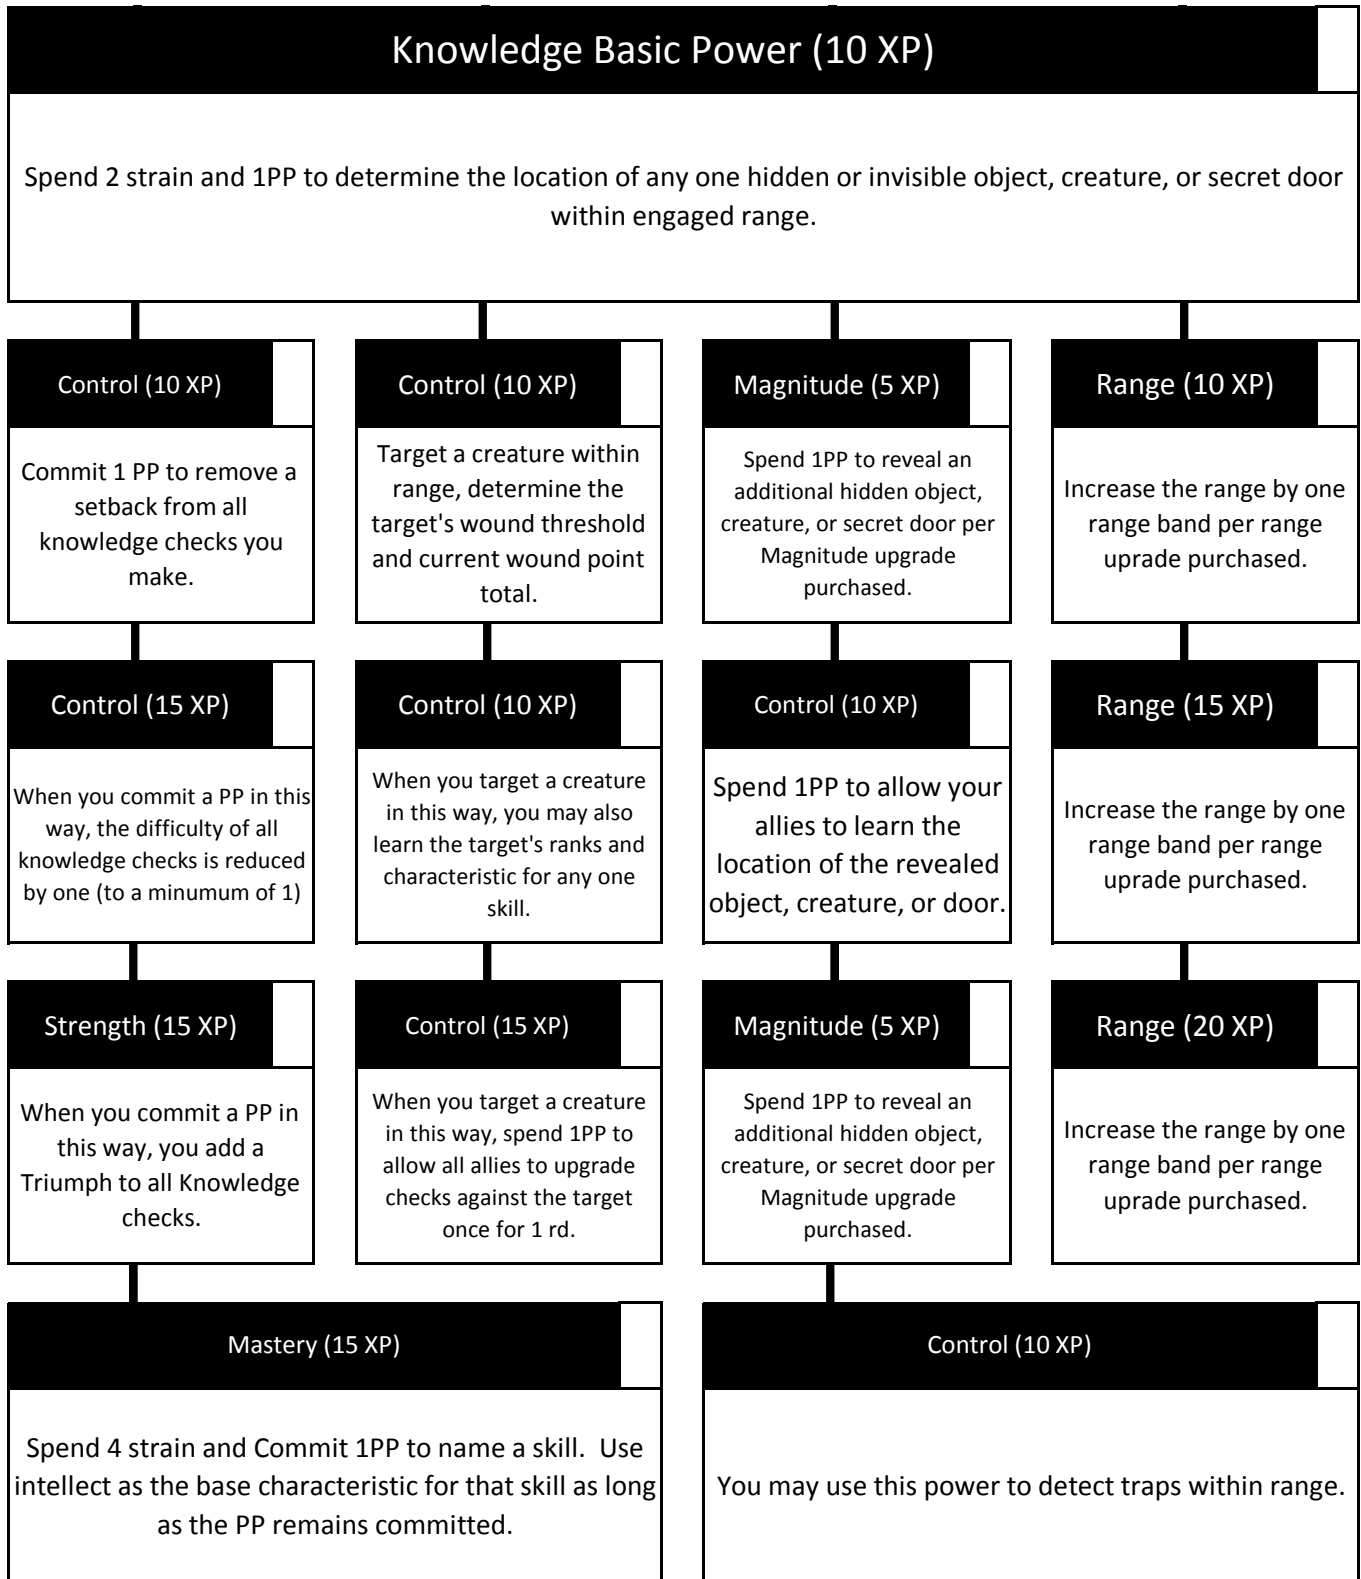 Knowledge Basic Power (10 XP)
Spend 2 strain and 1PP to determine the location of any one hidden or invisible object, creature, or secret door
within engaged range.
Control (10 XP)
Commit 1 PP to remove a
setback from all
knowledge checks you
make.
Control (10 XP)
Target a creature within
range, determine the
target's wound threshold
and current wound point
total.
Magnitude (5 XP)
Spend 1PP to reveal an
additional hidden object,
creature, or secret door per
Magnitude upgrade
purchased.
Range (10 XP)
Increase the range by one
range band per range
uprade purchased.
Control (15 XP)
When you commit a PP in this
way, the difficulty of all
knowledge checks is reduced
by one (to a minumum of 1)
Control (10 XP)
When you target a creature
in this way, you may also
learn the target's ranks and
characteristic for any one
skill.
Control (10 XP)
Spend 1PP to allow your
allies to learn the
location of the revealed
object, creature, or door.
Range (15 XP)
Increase the range by one
range band per range
uprade purchased.
Strength (15 XP)
When you commit a PP in
this way, you add a
Triumph to all Knowledge
checks.
Control (15 XP)
When you target a creature
in this way, spend 1PP to
allow all allies to upgrade
checks against the target
once for 1 rd.
Magnitude (5 XP)
Spend 1PP to reveal an
additional hidden object,
creature, or secret door per
Magnitude upgrade
purchased.
Range (20 XP)
Increase the range by one
range band per range
uprade purchased.
Mastery (15 XP)
Spend 4 strain and Commit 1PP to name a skill.  Use
intellect as the base characteristic for that skill as long
as the PP remains committed.
Control (10 XP)
You may use this power to detect traps within range.